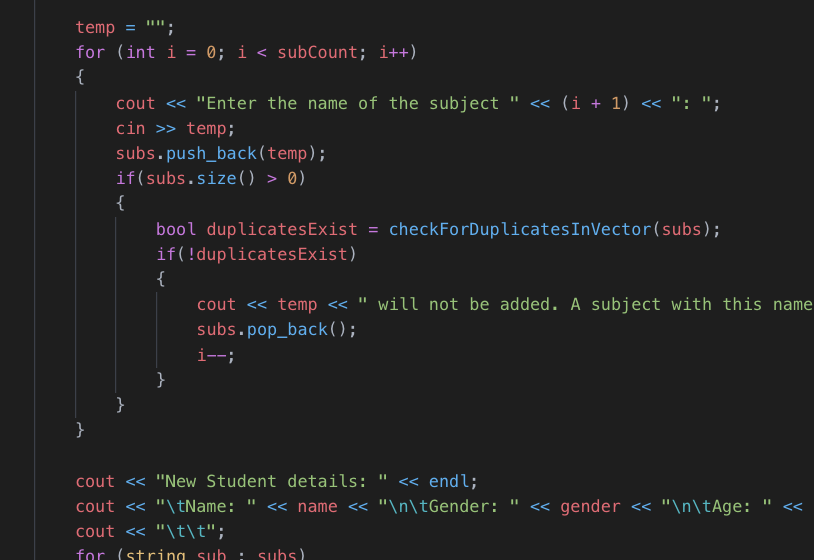 temp = "";
for (int i = 0; i < subCount; i++)
{
cout << "Enter the name of the subject " << (i + 1) << ": ";
cin >> temp;
subs.push_back(temp);
if(subs.size() > 0)
{
bool duplicatesExist = checkForDuplicatesInVector(subs);
if(!duplicatesExist)
{
cout << temp << " will not be added. A subject with this name
subs.pop_back();
i--;
}
}
}
cout << "New Student details: " << endl;
cout << "\tName: " << name << "\n\tGender: " << gender << "\n\tAge: " <<
cout << "\t\t";
for (string sub : subs)